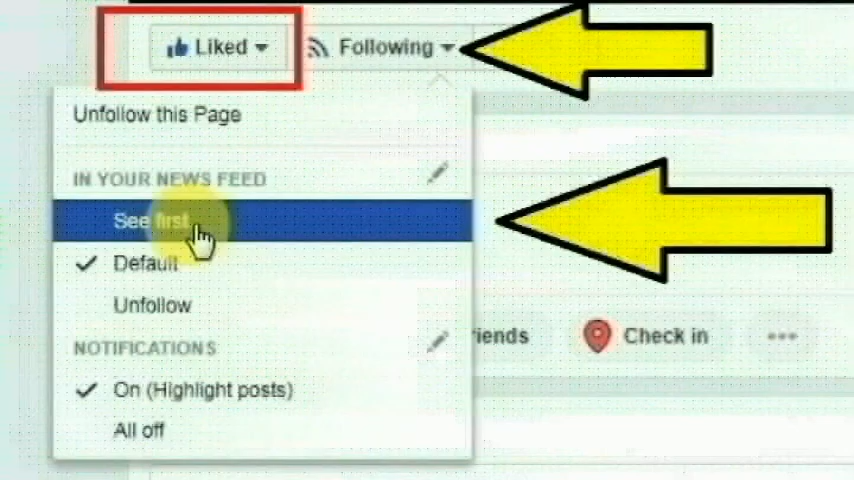 Liked Following
Unfollow this Page
IN YOUR NEWS FEED
See first
Default
Unfollow
riends Check in
NOTIFICATIONS
On (Highlight posts)
All off